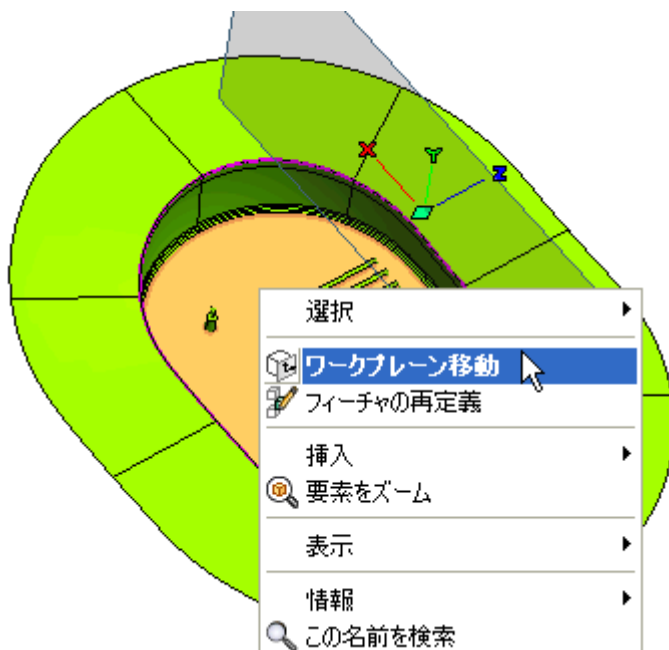 X Y Z
選択
ワークプレーン移動
フィーチャの再定義
挿入
要素をズーム
表示
情報
この名前を検索